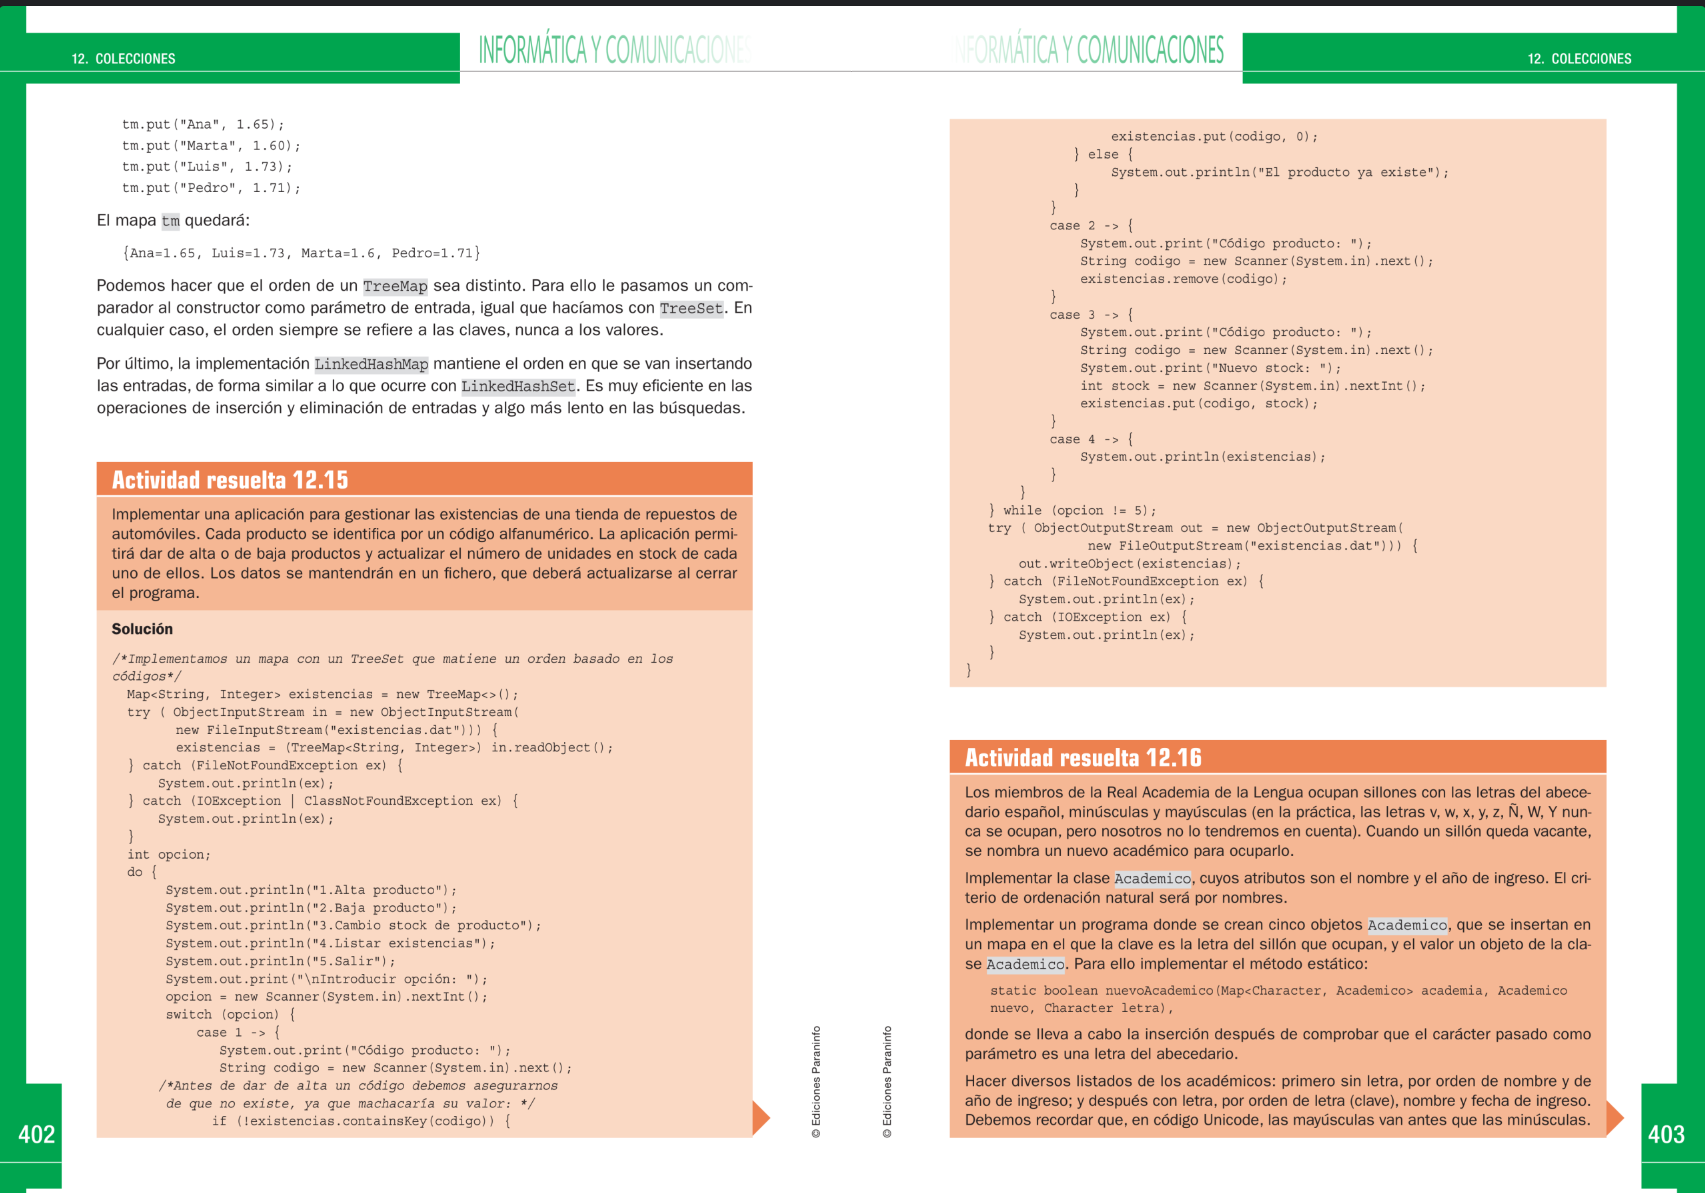 12. COLECCIONES
INFORMÁTICA Y COMUNICACIONES
tm.put("Ana", 1.65);
tm.put("Marta", 1.60);
tm.put("Luis", 1.73);
tm.put("Pedro", 1.71);
El mapa tm quedará:
{Ana=1.65, Luis=1.73, Marta=1.6, Pedro=1.71}
Podemos hacer que el orden de un TreeMap sea distinto. Para ello le pasamos un com-
parador al constructor como parámetro de entrada, igual que hacíamos con TreeSet. En
cualquier caso, el orden siempre se refiere a las claves, nunca a los valores.
Por último, la implementación LinkedHashMap mantiene el orden en que se van insertando
las entradas, de forma similar a lo que ocurre con LinkedHashSet. Es muy eficiente en las
operaciones de inserción y eliminación de entradas y algo más lento en las búsquedas.
Actividad resuelta 12.15
Implementar una aplicación para gestionar las existencias de una tienda de repuestos de
automóviles. Cada producto se identifica por un código alfanumérico. La aplicación permi-
tirá dar de alta o de baja productos y actualizar el número de unidades en stock de cada
uno de ellos. Los datos se mantendrán en un fichero, que deberá actualizarse al cerrar
el programa.
Solución
/*Implementamos un mapa con un TreeSet que matiene un orden basado en los
códigos*/
Map<String, Integer> existencias = new TreeMap<>();
try ( ObjectInputStream in = new ObjectInputStream(
new FileInputStream("existencias.dat"))) {
existencias = (TreeMap<String, Integer>) in.readObject();
} catch (FileNotFoundException ex) {
System.out.println(ex);
} catch (IOException | ClassNotFoundException ex) {
System.out.println(ex);
}
int opcion;
do {
System.out.println("1.Alta producto");
System.out.println("2.Baja producto");
System.out.println("3.Cambio stock de producto");
System.out.println("4.Listar existencias");
System.out.println("5.Salir");
System.out.print("\nIntroducir opción: ");
opcion = new Scanner(System.in).nextInt();
switch (opcion) {
case 1 -> {
System.out.print("Código producto: ");
String codigo = new Scanner(System.in).next();
/*Antes de dar de alta un código debemos asegurarnos
de que no existe, ya que machacaría su valor: */
if (!existencias.containsKey(codigo)) {
402
© Ediciones Paraninfo
INFORMÁTICA Y COMUNICACIONES
12. COLECCIONES
existencias.put(codigo, 0);
} else {
System.out.println("El producto ya existe");
}
}
case 2 -> {
System.out.print("Código producto: ");
String codigo = new Scanner(System.in).next();
existencias.remove(codigo);
}
case 3 -> {
System.out.print("Código producto: ");
String codigo = new Scanner(System.in).next();
System.out.print("Nuevo stock: ");
int stock = new Scanner(System.in).nextInt();
existencias.put(codigo, stock);
}
case 4 -> {
System.out.println(existencias);
}
}
} while (opcion != 5);
try ( ObjectOutputStream out = new ObjectOutputStream(
new FileOutputStream("existencias.dat"))) {
out.writeObject(existencias);
} catch (FileNotFoundException ex) {
System.out.println(ex);
} catch (IOException ex) {
System.out.println(ex);
}
}
Actividad resuelta 12.16
Los miembros de la Real Academia de la Lengua ocupan sillones con las letras del abece-
dario español, minúsculas y mayúsculas (en la práctica, las letras v, w, x, y, z, Ñ, W, Y nun-
ca se ocupan, pero nosotros no lo tendremos en cuenta). Cuando un sillón queda vacante,
se nombra un nuevo académico para ocuparlo.
Implementar la clase Academico, cuyos atributos son el nombre y el año de ingreso. El cri-
terio de ordenación natural será por nombres.
Implementar un programa donde se crean cinco objetos Academico, que se insertan en
un mapa en el que la clave es la letra del sillón que ocupan, y el valor un objeto de la cla-
se Academico. Para ello implementar el método estático:
static boolean nuevoAcademico(Map<Character, Academico> academia, Academico
nuevo, Character letra),
donde se lleva a cabo la inserción después de comprobar que el carácter pasado como
parámetro es una letra del abecedario.
Hacer diversos listados de los académicos: primero sin letra, por orden de nombre y de
año de ingreso; y después con letra, por orden de letra (clave), nombre y fecha de ingreso.
Debemos recordar que, en código Unicode, las mayúsculas van antes que las minúsculas.
© Ediciones Paraninfo
403